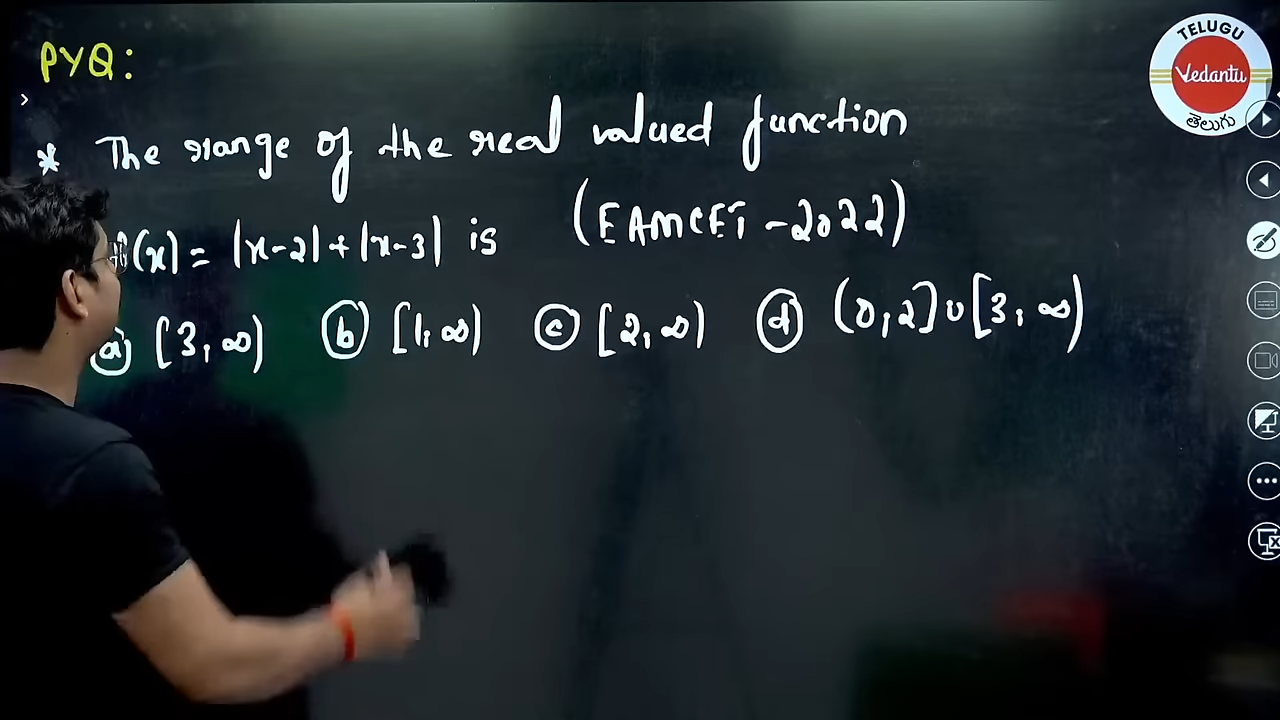 PYQ:
* The range of the real valued function
f(x) = |x-2| + |x-3| is (EAMCET - 2022)
ⓐ [3, ∞) ⓑ [1, ∞) ⓒ [2, ∞) ⓓ (0, 2] ∪ [3, ∞)
TELUGU
Vedantu
తెలుగు